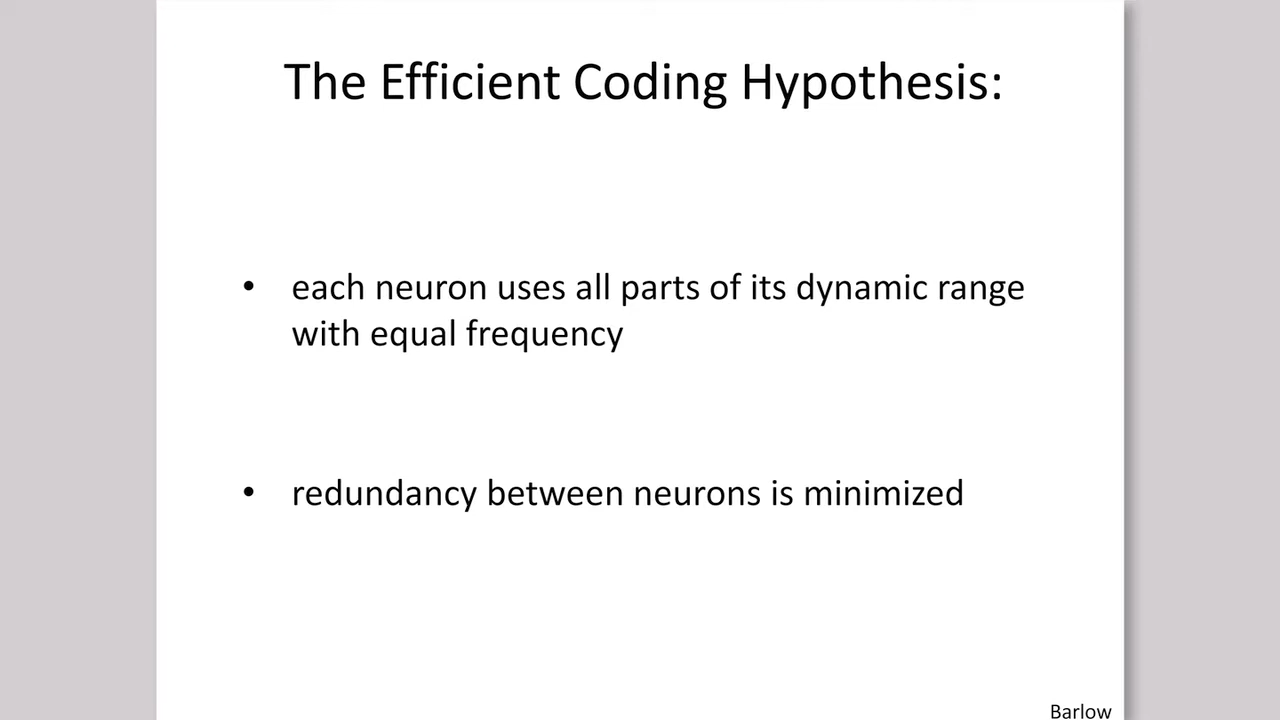 The Efficient Coding Hypothesis:
• each neuron uses all parts of its dynamic range
with equal frequency
• redundancy between neurons is minimized
Barlow